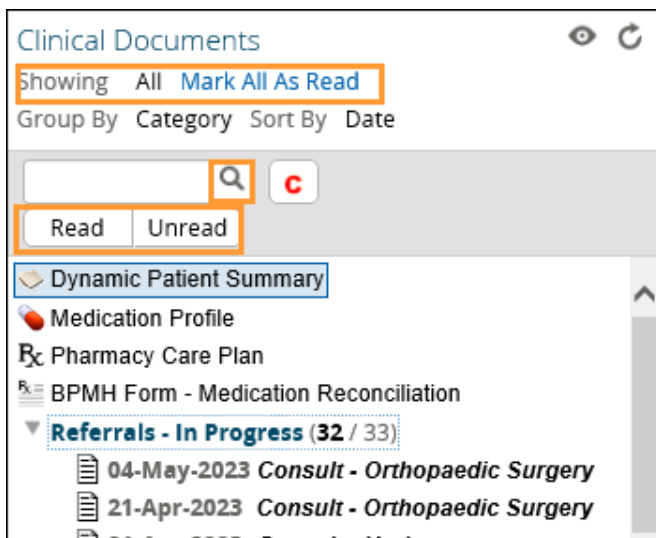 Clinical Documents
Showing All Mark All As Read
Group By Category Sort By Date
C
Read Unread
Dynamic Patient Summary
Medication Profile
Rx Pharmacy Care Plan
BPMH Form - Medication Reconciliation
Referrals - In Progress (32 / 33)
04-May-2023 Consult - Orthopaedic Surgery
21-Apr-2023 Consult - Orthopaedic Surgery